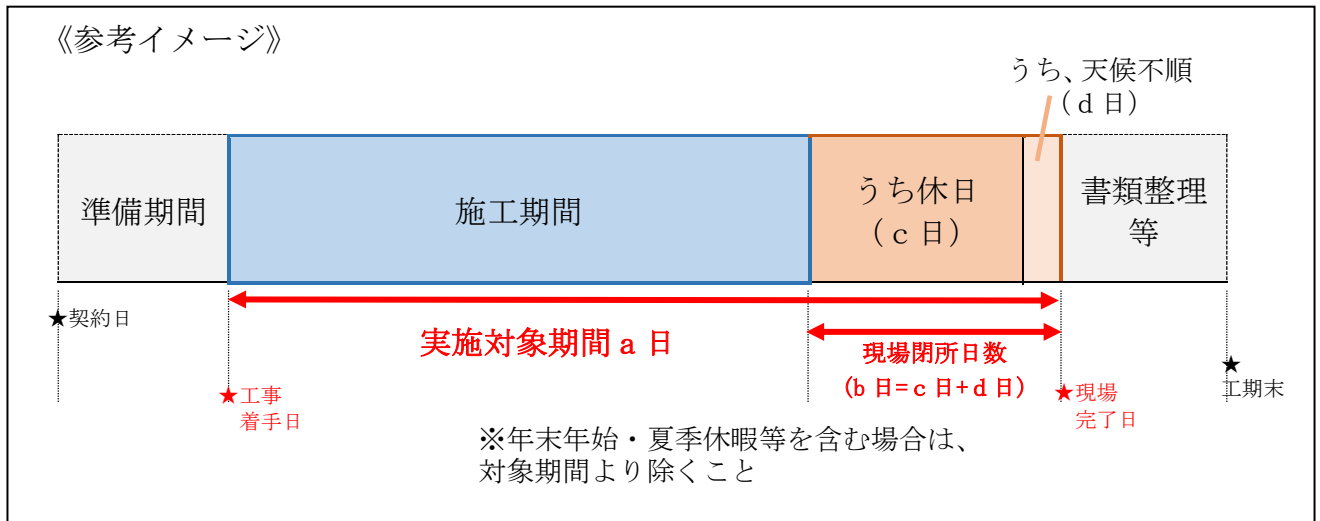 《参考イメージ》
うち、天候不順
（ｄ日）
準備期間
施工期間
うち休日
（ｃ日）
書類整理
等
★契約日
実施対象期間 a 日
現場閉所日数
(b 日=c 日+d 日)
★工事
着手日
★現場
完了日
★
工期末
※年末年始・夏季休暇等を含む場合は、
対象期間より除くこと